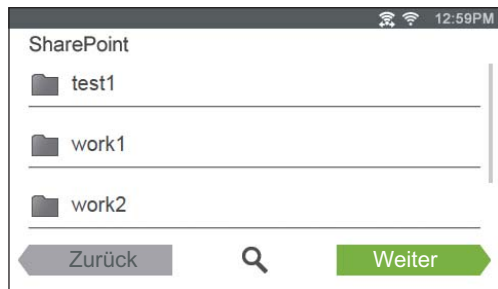 12:59PM
SharePoint
test1
work1
work2
Zurück
Weiter